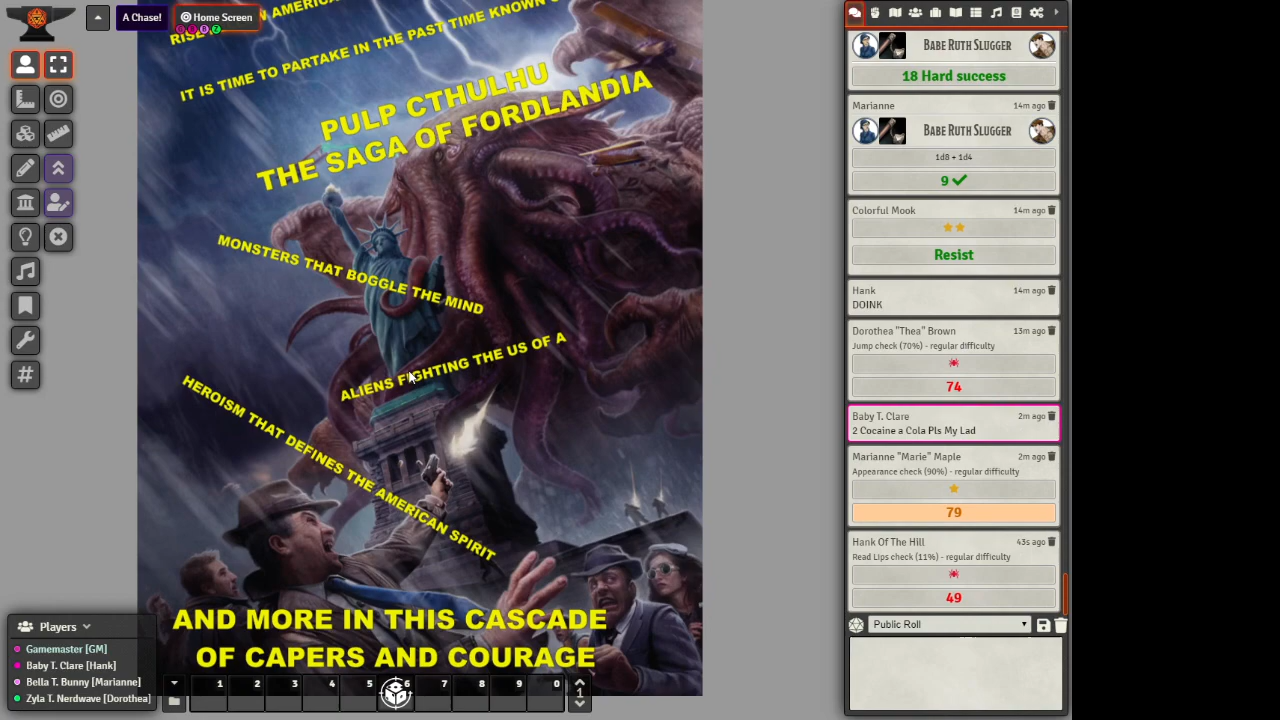 A Chase!
Home Screen
G
H
B
Z
RISE
N AMERICA
IT IS TIME TO PARTAKE IN THE PAST TIME KNOWN
PULP CTHULHU
THE SAGA OF FORDLANDIA
MONSTERS THAT BOGGLE THE MIND
ALIENS FIGHTING THE US OF A
HEROISM THAT DEFINES THE AMERICAN SPIRIT
AND MORE IN THIS CASCADE
OF CAPERS AND COURAGE
Players
Gamemaster [GM]
Baby T. Clare [Hank]
Bella T. Bunny [Marianne]
Zyla T. Nerdwave [Dorothea]
1 2 3 4 5 6 7 8 9 0
1
Babe Ruth Slugger
18 Hard success
Marianne 14m ago
Babe Ruth Slugger
1d8 + 1d4
9
Colorful Mook 14m ago
Resist
Hank 14m ago
DOINK
Dorothea "Thea" Brown 13m ago
Jump check (70%) - regular difficulty
74
Baby T. Clare 2m ago
2 Cocaine a Cola Pls My Lad
Marianne "Marie" Maple 2m ago
Appearance check (90%) - regular difficulty
79
Hank Of The Hill 43s ago
Read Lips check (11%) - regular difficulty
49
Public Roll